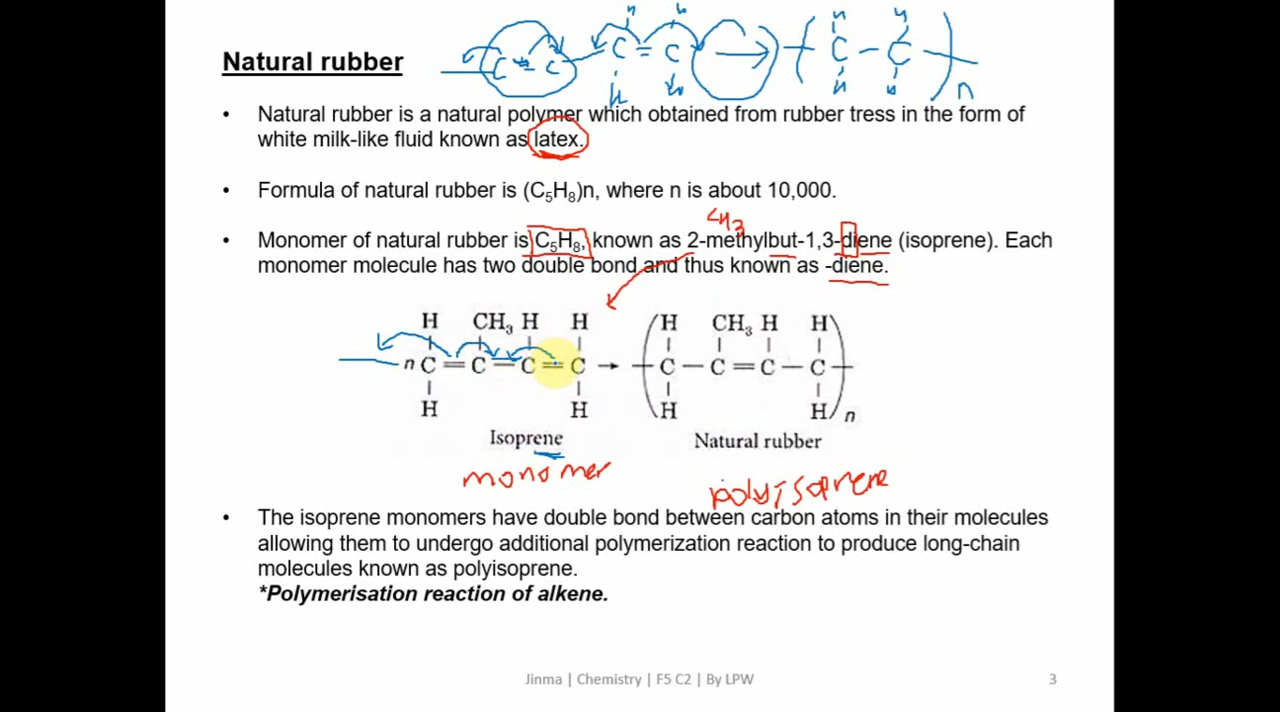 Natural rubber
C = C
H H
C = C
H H
( H H
C - C
H H ) n
• Natural rubber is a natural polymer which obtained from rubber tress in the form of
white milk-like fluid known as latex.
• Formula of natural rubber is (C₅H₈)n, where n is about 10,000.
CH3
• Monomer of natural rubber is C₅H₈, known as 2-methylbut-1,3-diene (isoprene). Each
monomer molecule has two double bond and thus known as -diene.
H CH₃ H H
n C = C — C = C →
H H
Isoprene
monomer
(H CH₃ H H)
— C — C = C — C —
(H H) n
Natural rubber
polyisoprene
• The isoprene monomers have double bond between carbon atoms in their molecules
allowing them to undergo additional polymerization reaction to produce long-chain
molecules known as polyisoprene.
*Polymerisation reaction of alkene.
Jinma | Chemistry | F5 C2 | By LPW
3